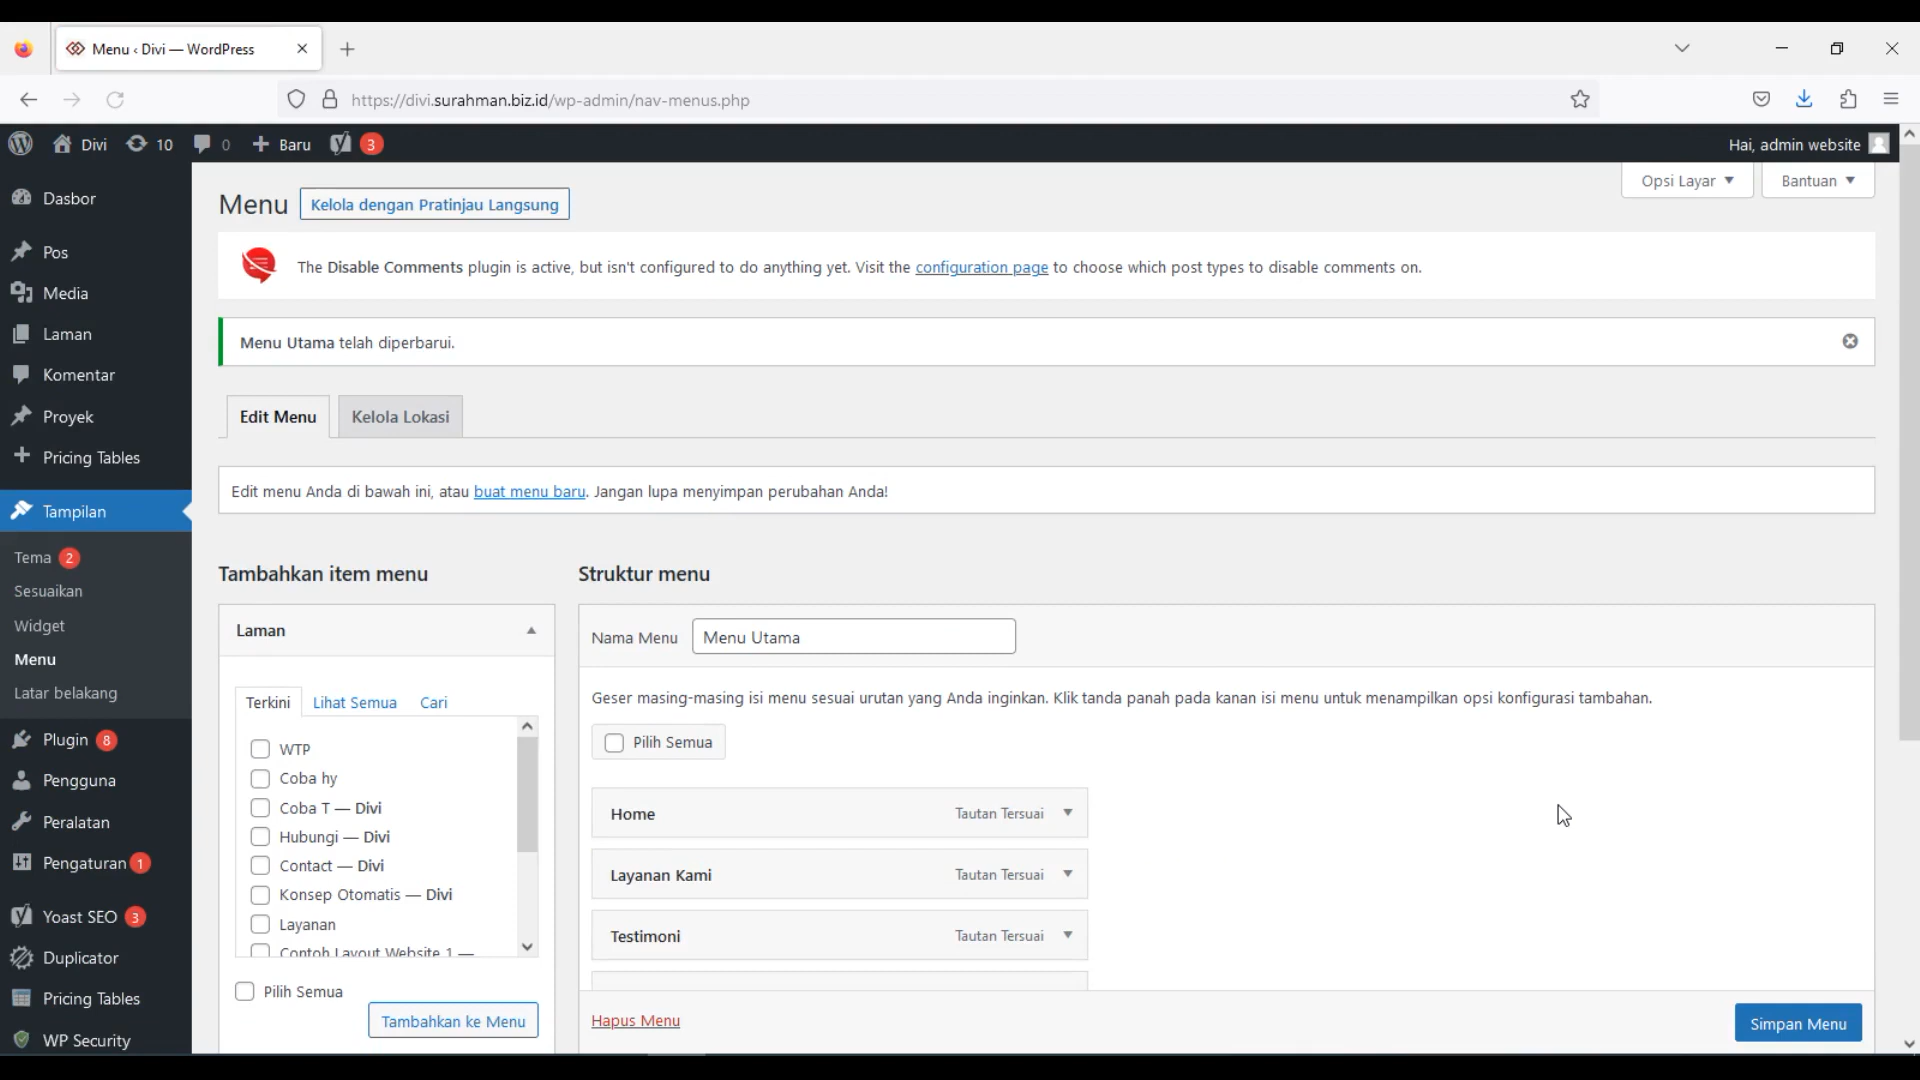 Menu ‹ Divi — WordPress
https://divi.surahman.biz.id/wp-admin/nav-menus.php
Divi 10 0 Baru 3
Hai, admin website
Opsi Layar Bantuan
Dasbor
Pos
Media
Laman
Komentar
Proyek
Pricing Tables
Tampilan
Tema 2
Sesuaikan
Widget
Menu
Latar belakang
Plugin 8
Pengguna
Peralatan
Pengaturan 1
Yoast SEO 3
Duplicator
Pricing Tables
WP Security
Menu Kelola dengan Pratinjau Langsung
The Disable Comments plugin is active, but isn't configured to do anything yet. Visit the configuration page to choose which post types to disable comments on.
Menu Utama telah diperbarui.
Edit Menu Kelola Lokasi
Edit menu Anda di bawah ini, atau buat menu baru. Jangan lupa menyimpan perubahan Anda!
Tambahkan item menu
Laman
Terkini Lihat Semua Cari
WTP
Coba hy
Coba T — Divi
Hubungi — Divi
Contact — Divi
Konsep Otomatis — Divi
Layanan
Contoh Layout Website 1 —
Pilih Semua
Tambahkan ke Menu
Struktur menu
Nama Menu Menu Utama
Geser masing-masing isi menu sesuai urutan yang Anda inginkan. Klik tanda panah pada kanan isi menu untuk menampilkan opsi konfigurasi tambahan.
Pilih Semua
Home Tautan Tersuai
Layanan Kami Tautan Tersuai
Testimoni Tautan Tersuai
Hapus Menu
Simpan Menu